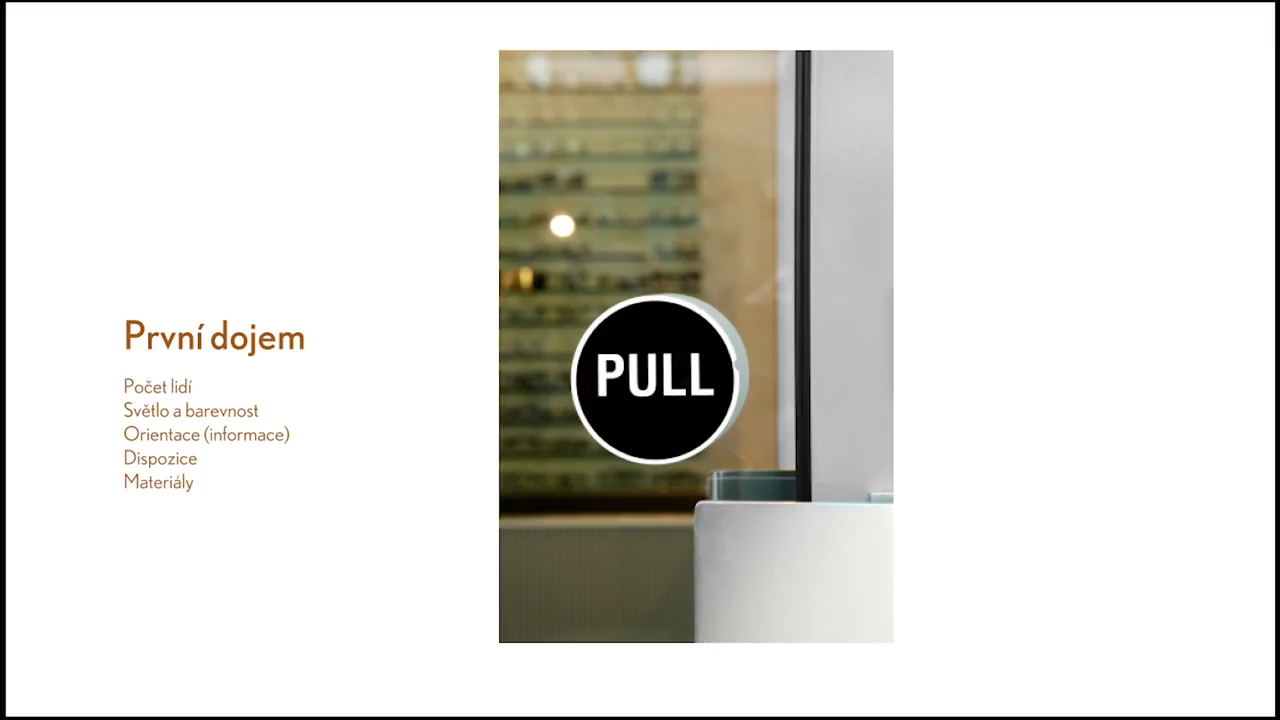 První dojem
Počet lidí
Světlo a barevnost
Orientace (informace)
Dispozice
Materiály
PULL